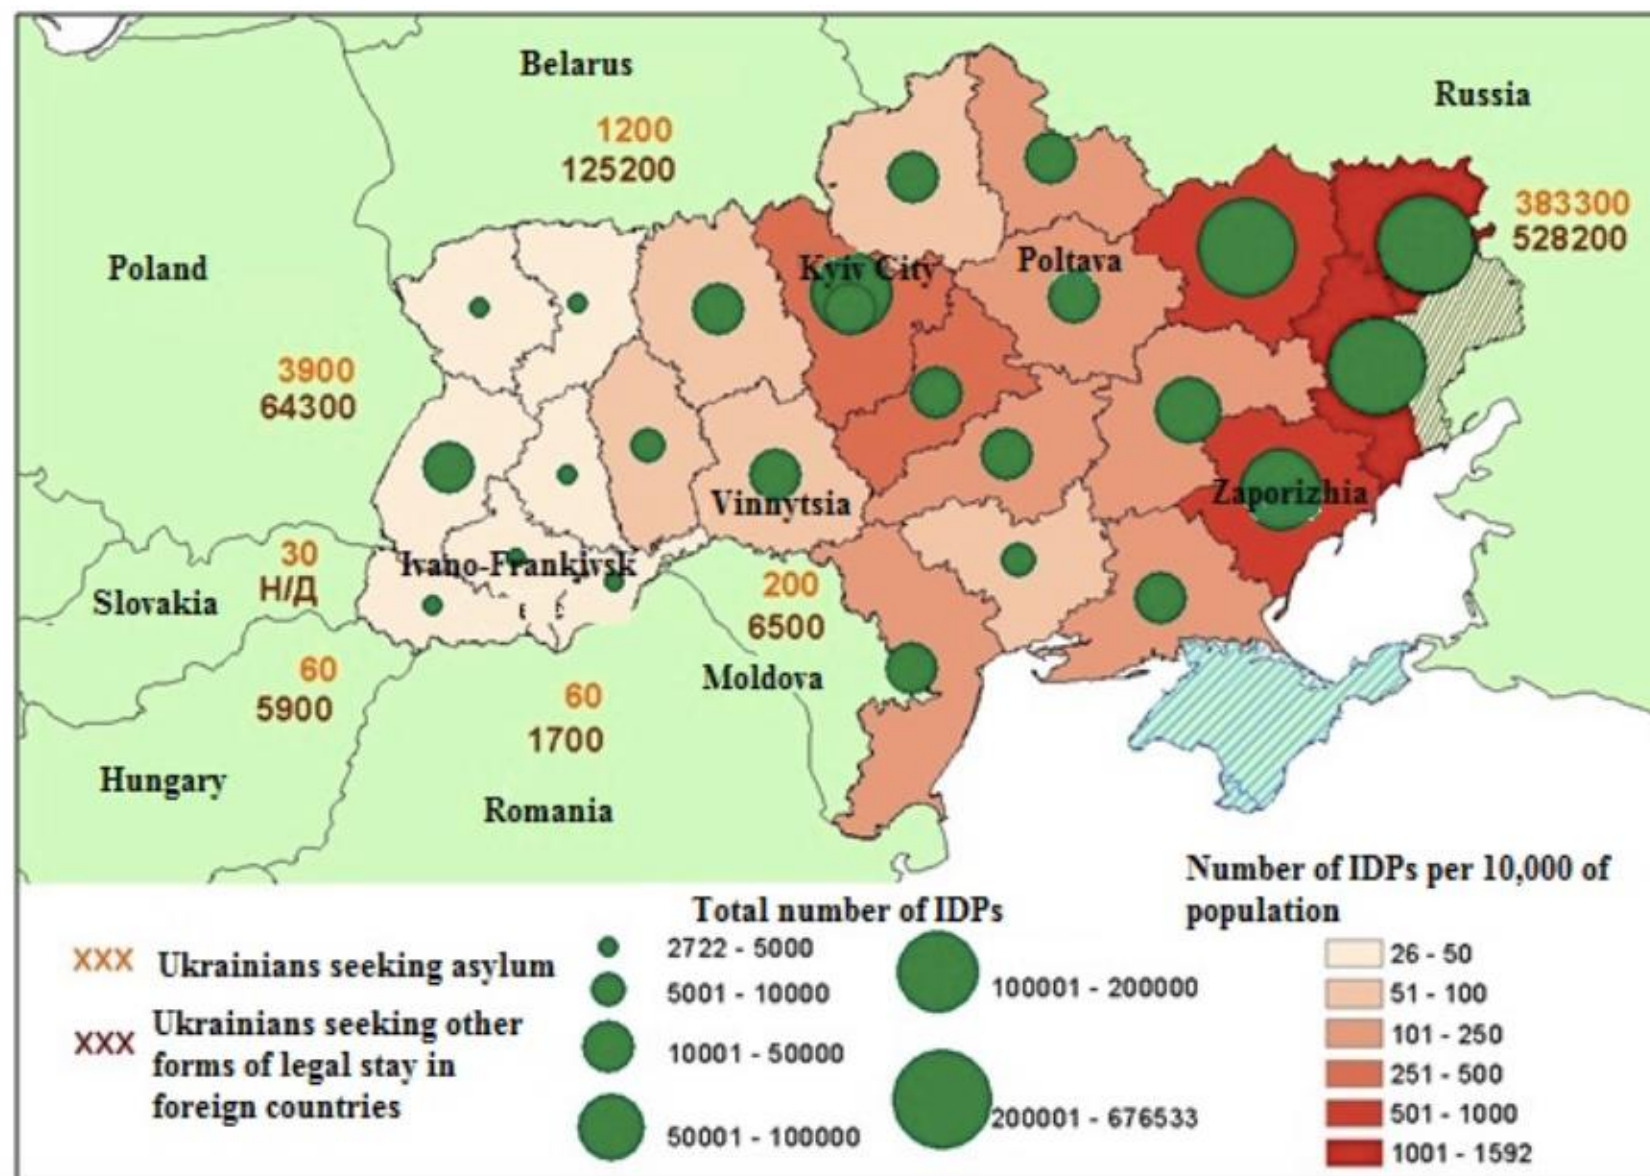 Belarus
1200
125200
Russia
383300
528200
Poland
Kyiv City
Poltava
3900
64300
Vinnytsia
Zaporizhia
Ivano-Frankivsk
30
Н/Д
Slovakia
200
6500
Moldova
60
5900
60
1700
Hungary
Romania
XXX Ukrainians seeking asylum
XXX Ukrainians seeking other
forms of legal stay in
foreign countries
Total number of IDPs
2722 - 5000
5001 - 10000
10001 - 50000
50001 - 100000
100001 - 200000
200001 - 676533
Number of IDPs per 10,000 of
population
26 - 50
51 - 100
101 - 250
251 - 500
501 - 1000
1001 - 1592